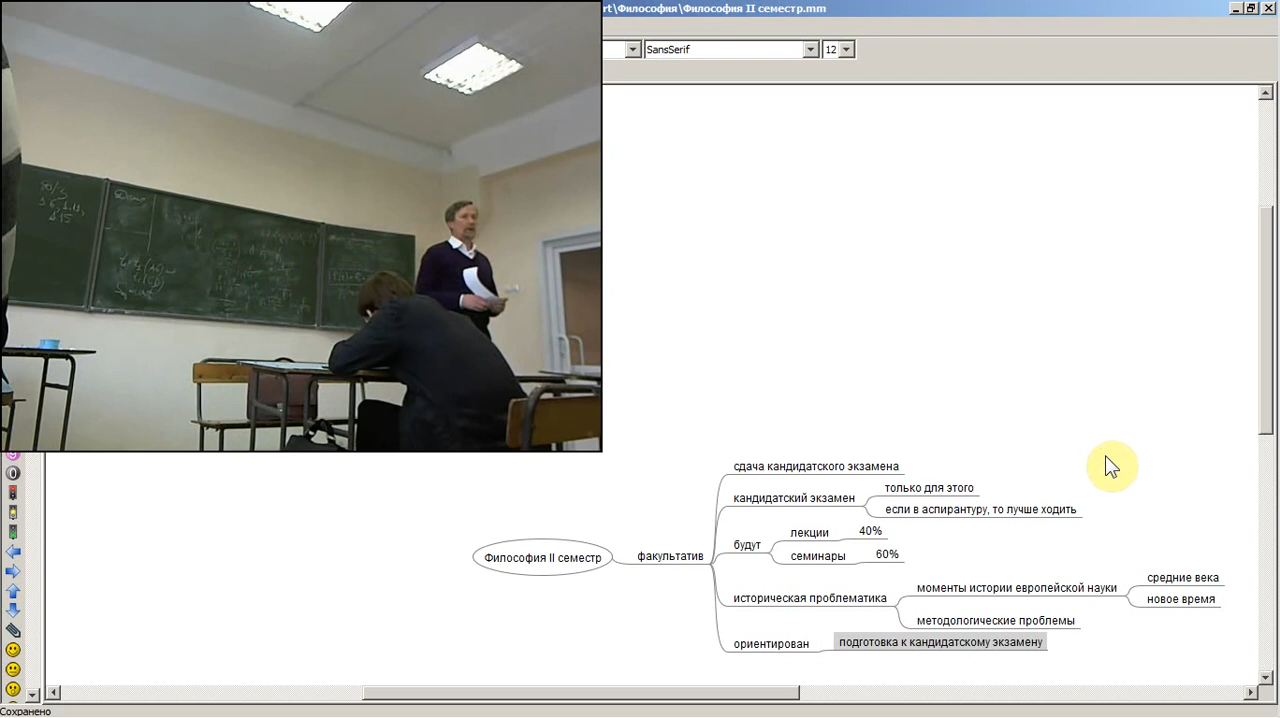 rt\Философия\Философия II семестр.mm
SansSerif
12
сдача кандидатского экзамена
кандидатский экзамен
только для этого
если в аспирантуру, то лучше ходить
будут
лекции
40%
семинары
60%
Философия II семестр
факультатив
историческая проблематика
моменты истории европейской науки
средние века
новое время
методологические проблемы
ориентирован
подготовка к кандидатскому экзамену
Сохранено